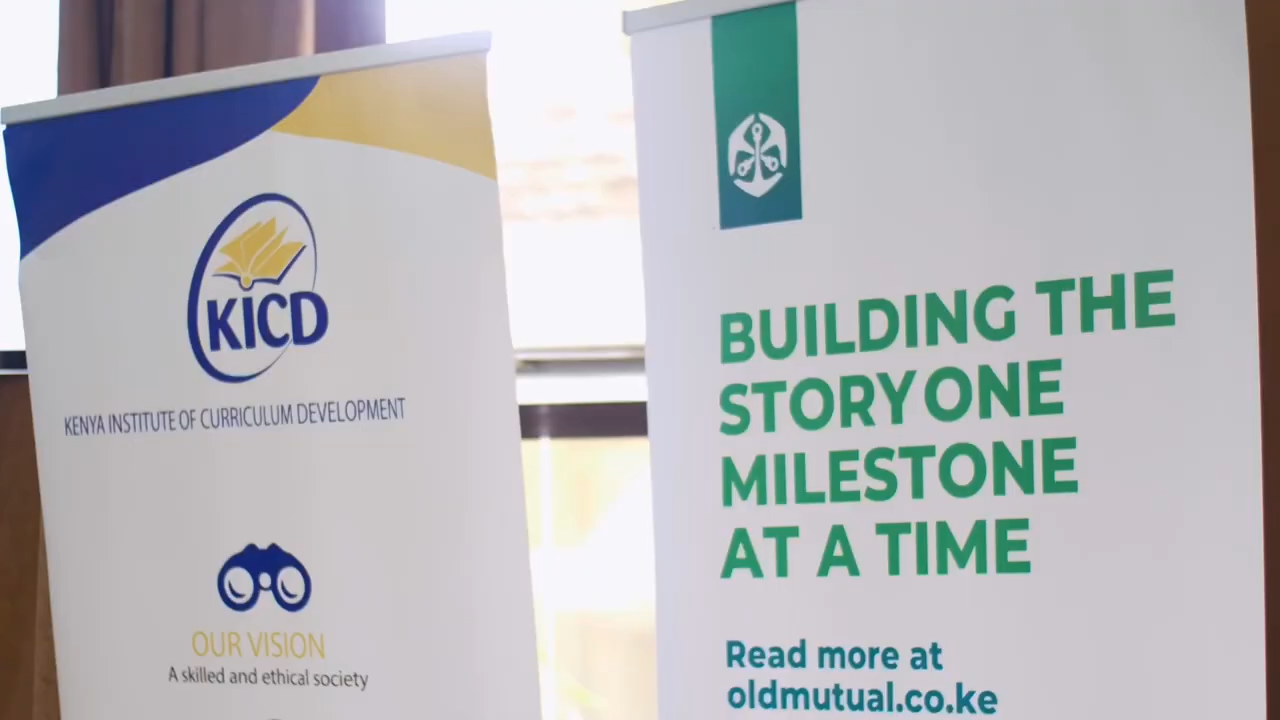 KICD
KENYA INSTITUTE OF CURRICULUM DEVELOPMENT
OUR VISION
A skilled and ethical society
BUILDING THE
STORY ONE
MILESTONE
AT A TIME
Read more at
oldmutual.co.ke